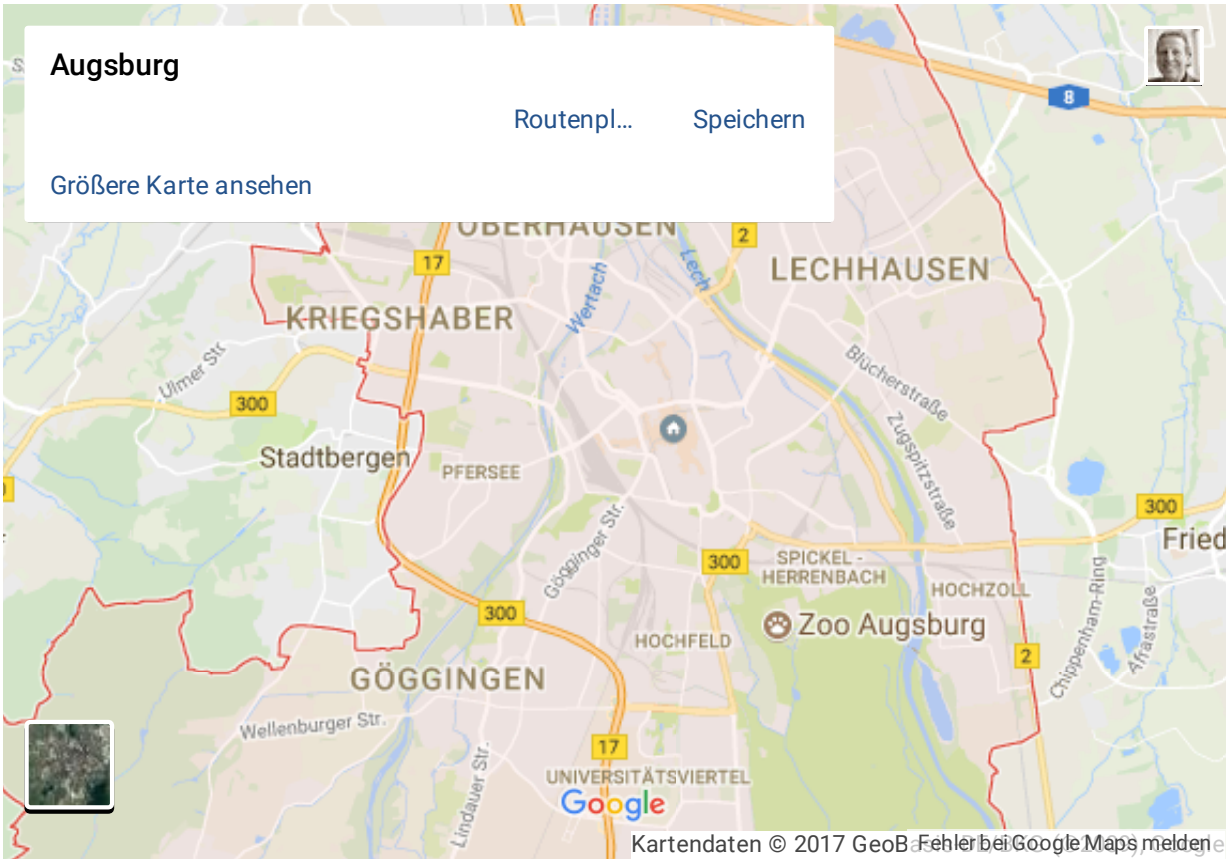 Augsburg
8
Routenpl...
Speichern
Größere Karte ansehen
OBERHAUSEN
2
17
Lech
LECHHAUSEN
Wertach
KRIEGSHABER
Ulmer Str
Blücherstraße
300
Zugspitzstraße
Stadtbergen
PFERSEE
300
Gögginger Str.
Fried
300
SPICKEL -
HERRENBACH
HOCHZOLL
Chippenham-Ring
Afrastraße
300
Zoo Augsburg
HOCHFELD
2
GÖGGINGEN
Wellenburger Str.
17
Lindauer Str.
UNIVERSITÄTSVIERTEL
Google
Kartendaten © 2017 GeoB
Fehler bei Google Maps melden